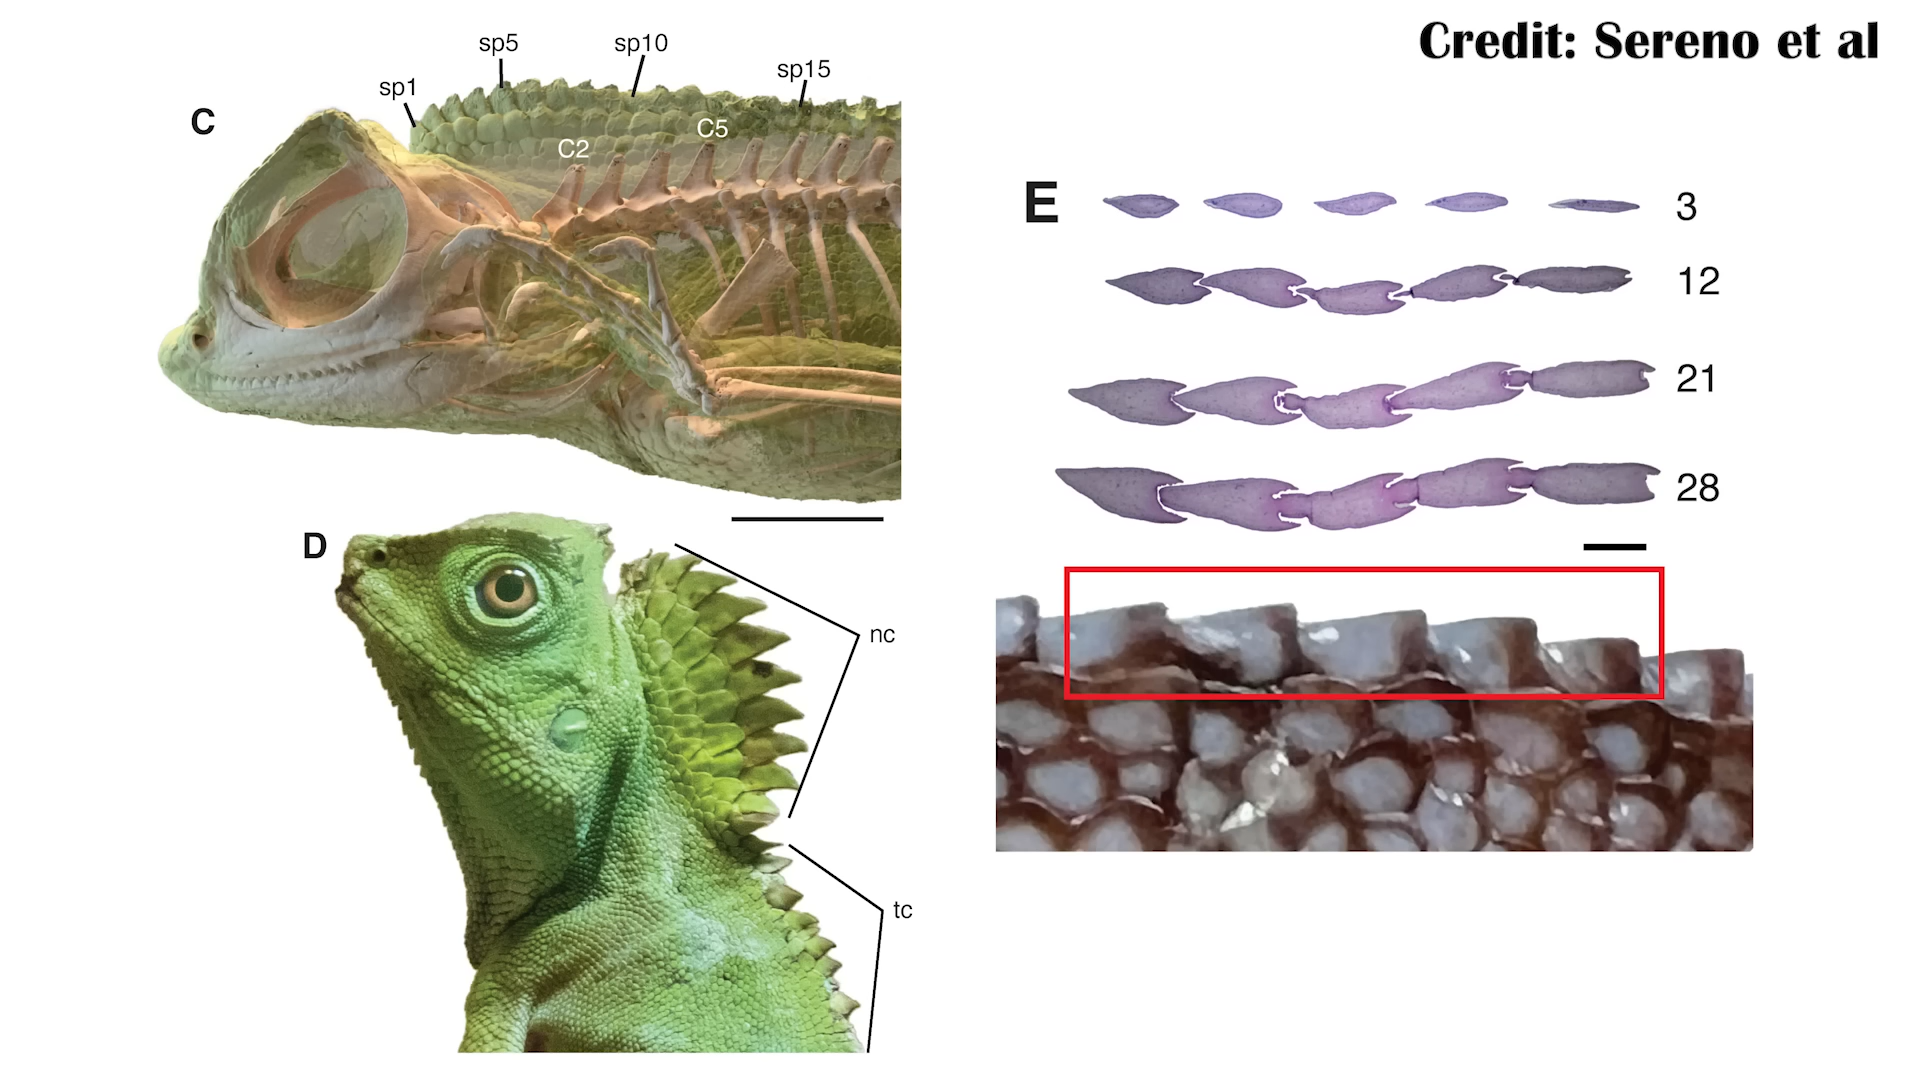 Credit: Sereno et al
C
sp1
sp5
sp10
sp15
C2
C5
D
nc
tc
E
3
12
21
28